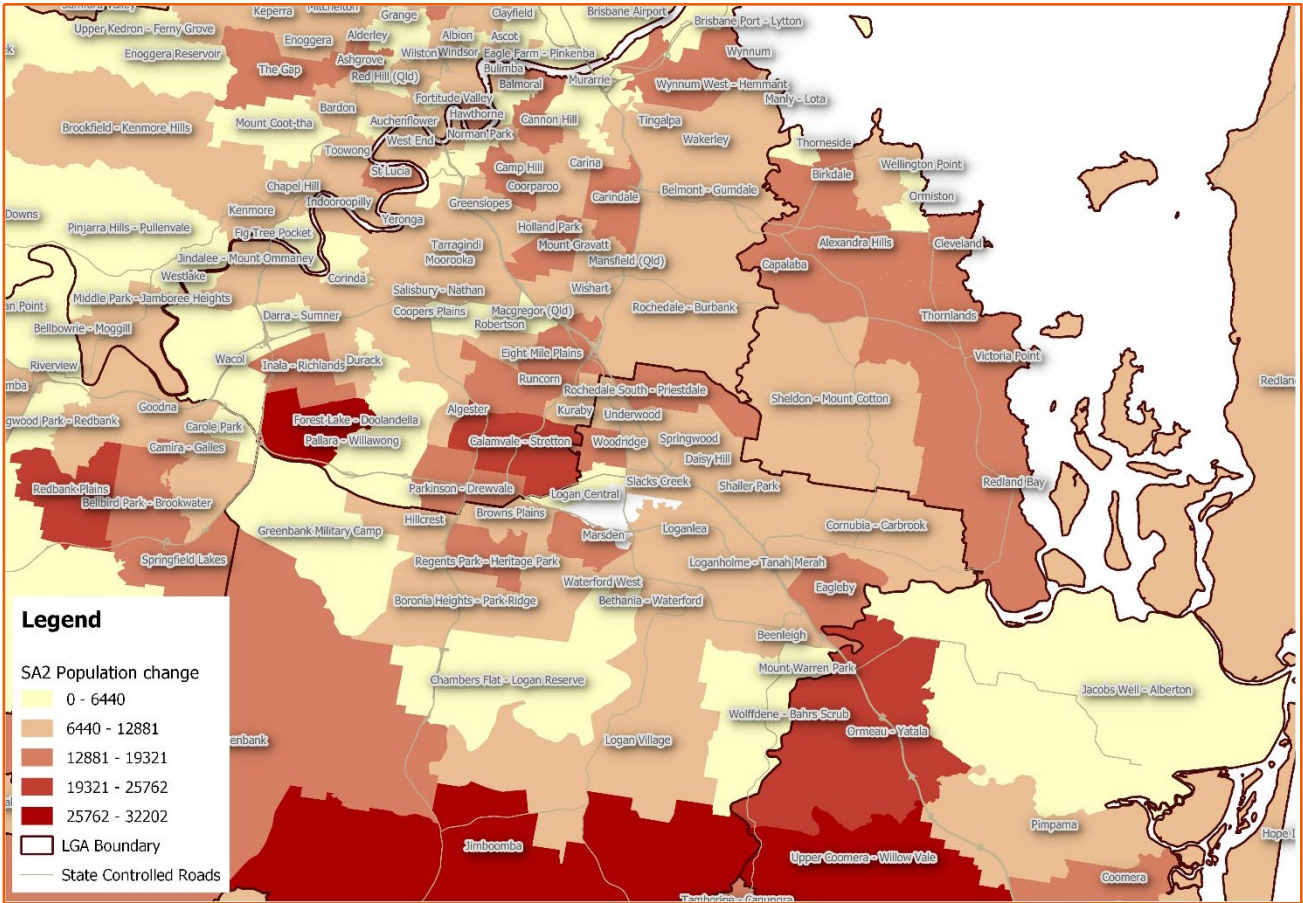 Samford Valley
Keperra
Mitchelton
Grange
Clayfield
Brisbane Airport
Upper Kedron - Ferny Grove
Enoggera
Alderley
Albion
Ascot
Brisbane Port - Lytton
Enoggera Reservoir
Wilston
Windsor
Eagle Farm - Pinkenba
Wynnum
The Gap
Ashgrove
Red Hill (Qld)
Bulimba
Balmoral
Murarrie
Wynnum West - Hemmant
Manly - Lota
Bardon
Fortitude Valley
Brookfield - Kenmore Hills
Mount Coot-tha
Auchenflower
Hawthorne
Cannon Hill
Tingalpa
West End
Norman Park
Wakerley
Toowong
Thorneside
St Lucia
Camp Hill
Carina
Wellington Point
Birkdale
Chapel Hill
Coorparoo
Belmont - Gumdale
Indooroopilly
Greenslopes
Carindale
Ormiston
Downs
Kenmore
Yeronga
Pinjarra Hills - Pullenvale
Fig Tree Pocket
Holland Park
Tarragindi
Mount Gravatt
Alexandra Hills
Cleveland
Jindalee - Mount Ommaney
Moorooka
Mansfield (Qld)
Capalaba
Westlake
Corinda
Middle Park - Jamboree Heights
Salisbury - Nathan
Wishart
an Point
Darra - Sumner
Coopers Plains
Macgregor (Qld)
Rochedale - Burbank
Robertson
Thornlands
Bellbowrie - Moggill
Riverview
Wacol
Inala - Richlands
Durack
Eight Mile Plains
Victoria Point
mba
Runcorn
Redlan
Rochedale South - Priestdale
Sheldon - Mount Cotton
Goodna
Algester
Kuraby
Underwood
gwood Park - Redbank
Carole Park
Forest Lake - Doolandella
Pallara - Willawong
Calamvale - Stretton
Woodridge
Springwood
Camira - Gailes
Daisy Hill
Redbank Plains
Parkinson - Drewvale
Slacks Creek
Shailer Park
Redland Bay
Bellbird Park - Brookwater
Logan Central
Hillcrest
Browns Plains
Greenbank Military Camp
Marsden
Loganlea
Cornubia - Carbrook
Springfield Lakes
Regents Park - Heritage Park
Loganholme - Tanah Merah
Waterford West
Eagleby
Boronia Heights - Park Ridge
Bethania - Waterford
Beenleigh
Mount Warren Park
Chambers Flat - Logan Reserve
Jacobs Well - Alberton
Wolffdene - Bahrs Scrub
Ormeau - Yatala
enbank
Logan Village
Pimpama
Hope I
Jimboomba
Upper Coomera - Willow Vale
Coomera
Tamborine - Canungra
Legend
SA2 Population change
0 - 6440
6440 - 12881
12881 - 19321
19321 - 25762
25762 - 32202
LGA Boundary
State Controlled Roads